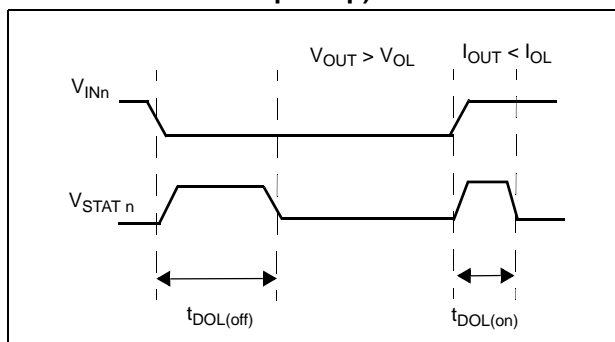 V_OUT > V_OL I_OUT < I_OL
V_INn
V_STAT n
t_DOL(off) t_DOL(on)